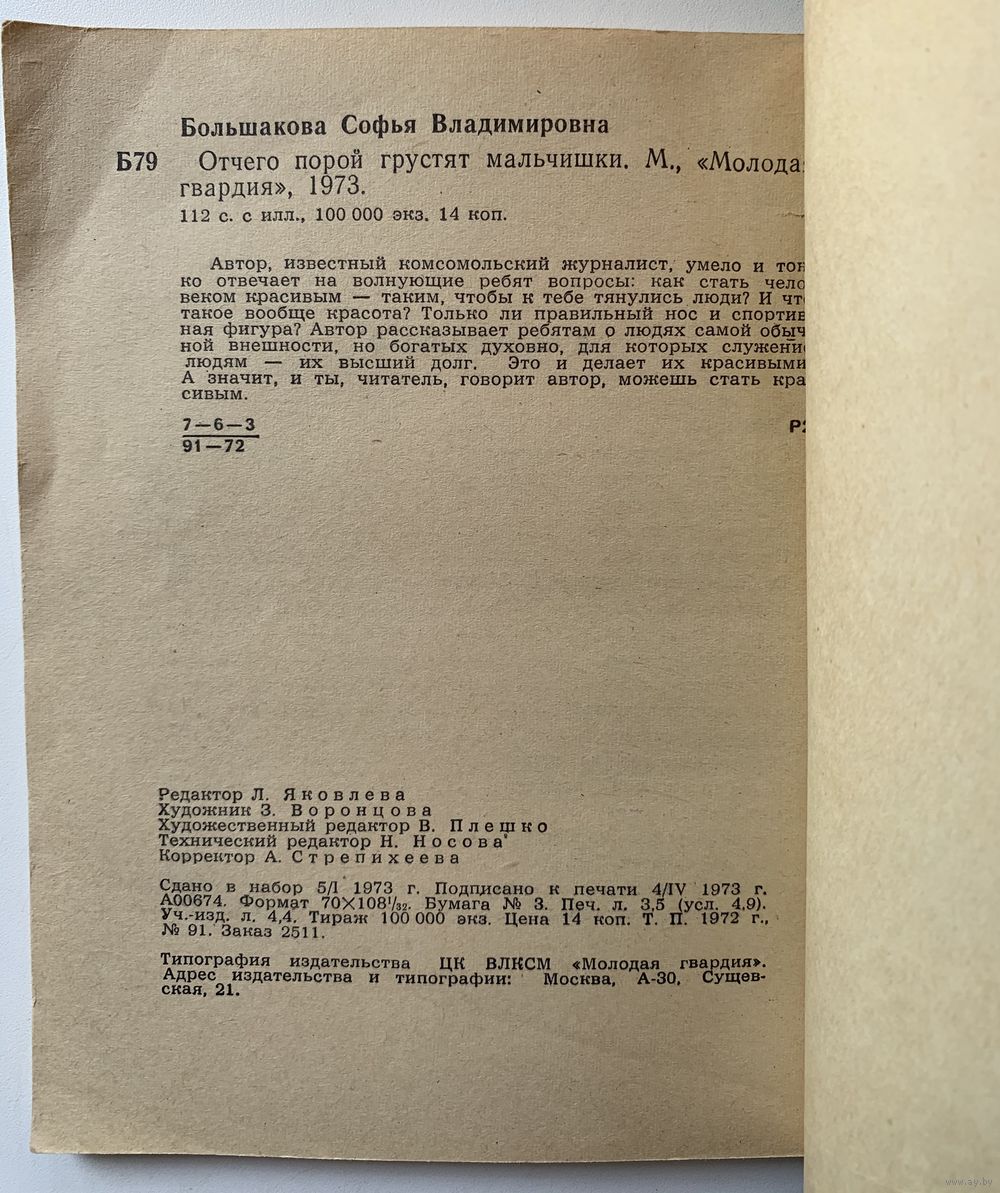 Большакова Софья Владимировна
Б79 Отчего порой грустят мальчишки. М., «Молода
гвардия», 1973.
112 с. с илл., 100 000 экз. 14 коп.
Автор, известный комсомольский журналист, умело и тон
ко отвечает на волнующие ребят вопросы: как стать чело
веком красивым — таким, чтобы к тебе тянулись люди? И чт
такое вообще красота? Только ли правильный нос и спортив
ная фигура? Автор рассказывает ребятам о людях самой обыч
ной внешности, но богатых духовно, для которых служени
людям — их высший долг. Это и делает их красивыми
А значит, и ты, читатель, говорит автор, можешь стать кра
сивым.
7—6—3
91—72
Р2
Редактор Л. Яковлева
Художник З. Воронцова
Художественный редактор В. Плешко
Технический редактор Н. Носова
Корректор А. Стрепихеева
Сдано в набор 5/I 1973 г. Подписано к печати 4/IV 1973 г.
А00674. Формат 70×108¹/₃₂. Бумага № 3. Печ. л. 3,5 (усл. 4,9).
Уч.-изд. л. 4,4. Тираж 100 000 экз. Цена 14 коп. Т. П. 1972 г.,
№ 91. Заказ 2511.
Типография издательства ЦК ВЛКСМ «Молодая гвардия».
Адрес издательства и типографии: Москва, А-30, Сущев-
ская, 21.
www.ay.by